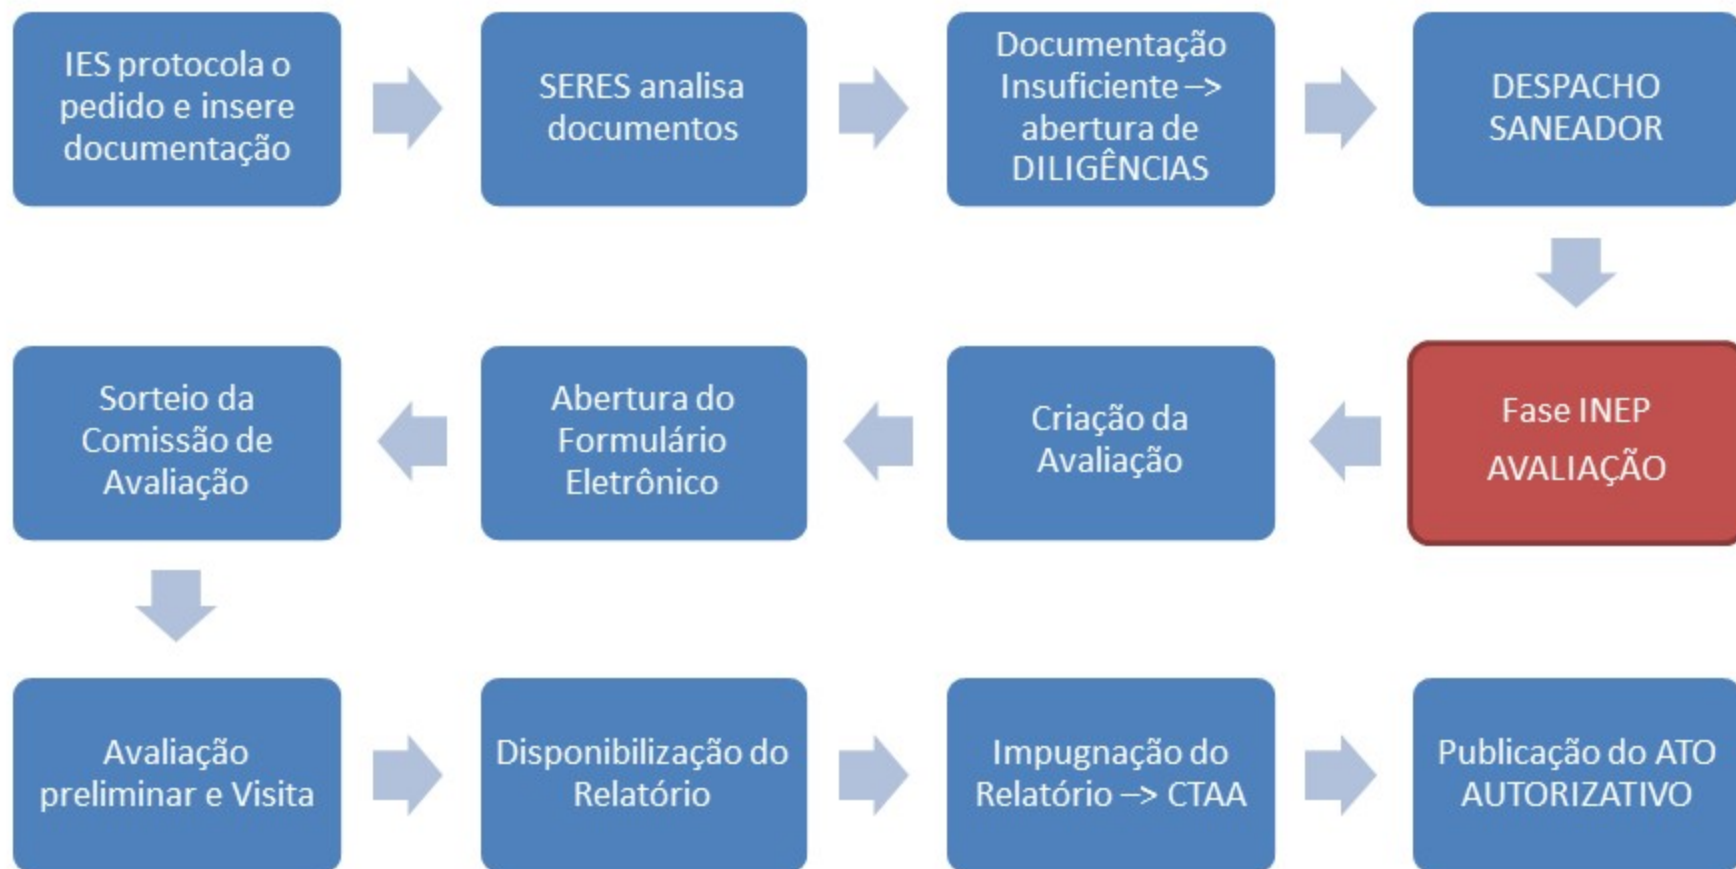 IES protocola o
pedido e insere
documentação
SERES analisa
documentos
Documentação
Insuficiente –>
abertura de
DILIGÊNCIAS
DESPACHO
SANEADOR
Fase INEP
AVALIAÇÃO
Criação da
Avaliação
Abertura do
Formulário
Eletrônico
Sorteio da
Comissão de
Avaliação
Avaliação
preliminar e Visita
Disponibilização do
Relatório
Impugnação do
Relatório –> CTAA
Publicação do ATO
AUTORIZATIVO